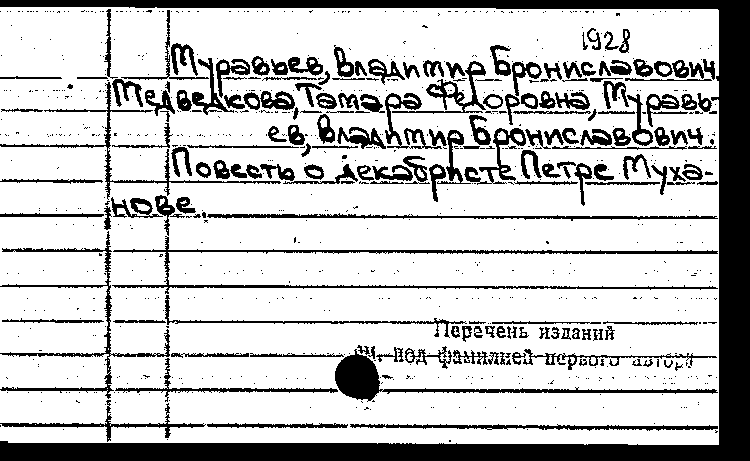 1928
Муравьев, Владимир Брониславович.
Медведкова, Тамара Федоровна, Муравь-
ев, Владимир Брониславович.
Повесть о декабристе Петре Муха-
нове.
Перечень изданий
см. под фамилией первого автора